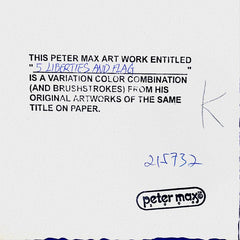 THIS PETER MAX ART WORK ENTITLED
" 5 LIBERTIES AND FLAG "
IS A VARIATION COLOR COMBINATION
(AND BRUSHSTROKES) FROM HIS
ORIGINAL ARTWORKS OF THE SAME
TITLE ON PAPER.
K
215732
peter max®